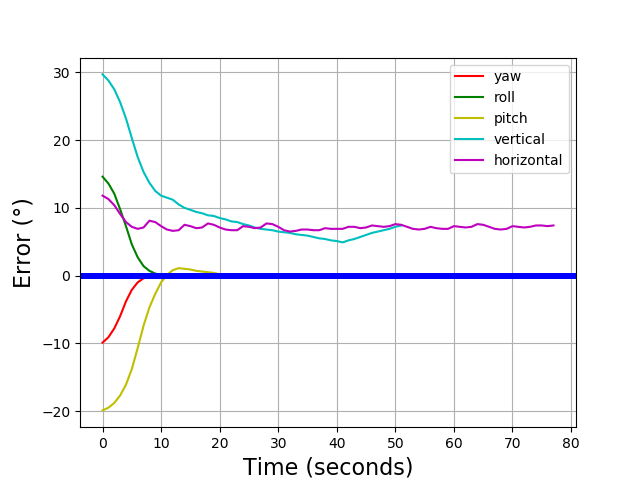 30
20
10
0
−10
−20
Error (°)
yaw
roll
pitch
vertical
horizontal
0 10 20 30 40 50 60 70 80
Time (seconds)